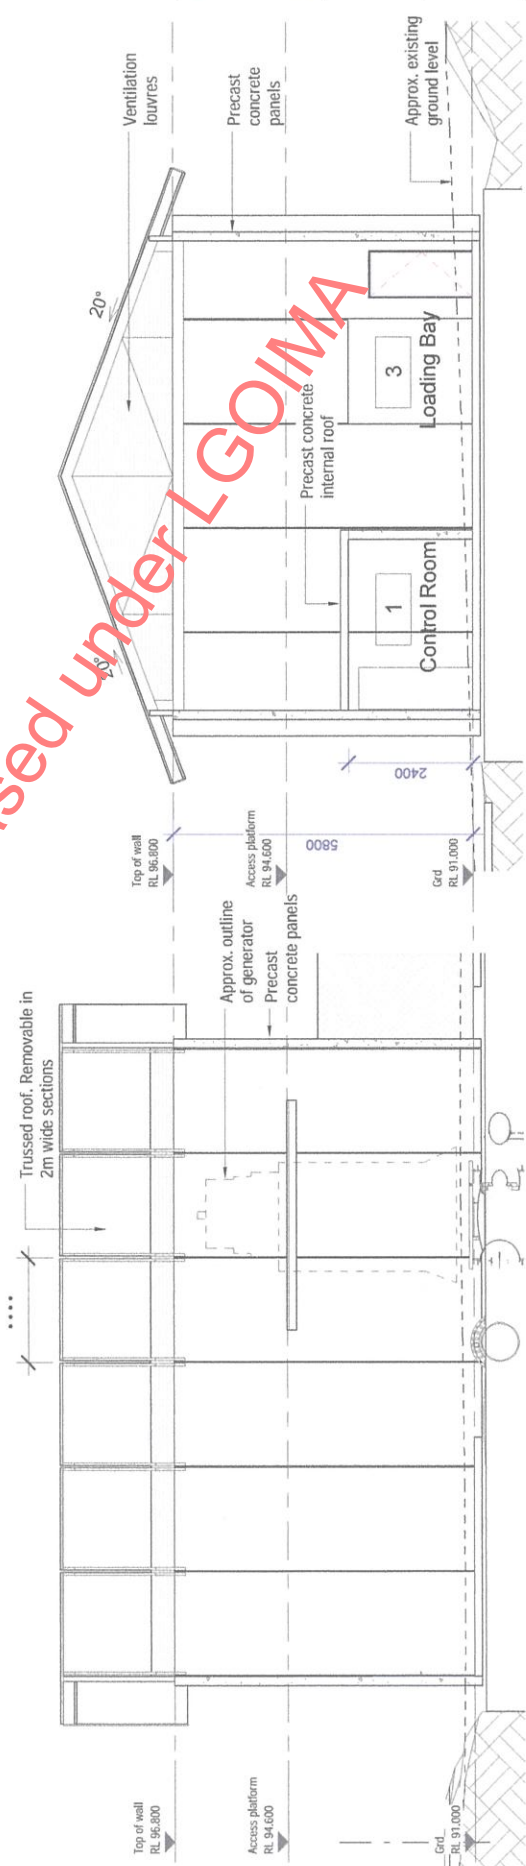 Trussed roof. Removable in
2m wide sections
••••
Approx. outline
of generator
Precast
concrete panels
Top of wall
RL 96.800
Access platform
RL 94.600
Grd
RL 91.000
Top of wall
RL 96.800
Access platform
RL 94.600
Grd
RL 91.000
5800
2400
20°
20°
Ventilation
louvres
Precast
concrete
panels
Approx. existing
ground level
Precast concrete
internal roof
1
Control Room
3
Loading Bay
sed under LGOIMA